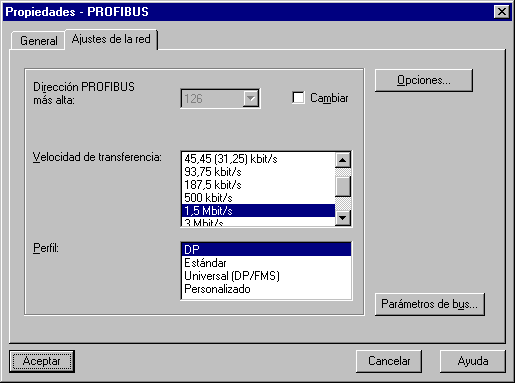 Propiedades - PROFIBUS
General
Ajustes de la red
Dirección PROFIBUS
más alta:
126
Cambiar
Opciones...
Velocidad de transferencia:
45,45 (31,25) kbit/s
93,75 kbit/s
187,5 kbit/s
500 kbit/s
1,5 Mbit/s
3 Mbit/s
Perfil:
DP
Estándar
Universal (DP/FMS)
Personalizado
Parámetros de bus...
Aceptar
Cancelar
Ayuda